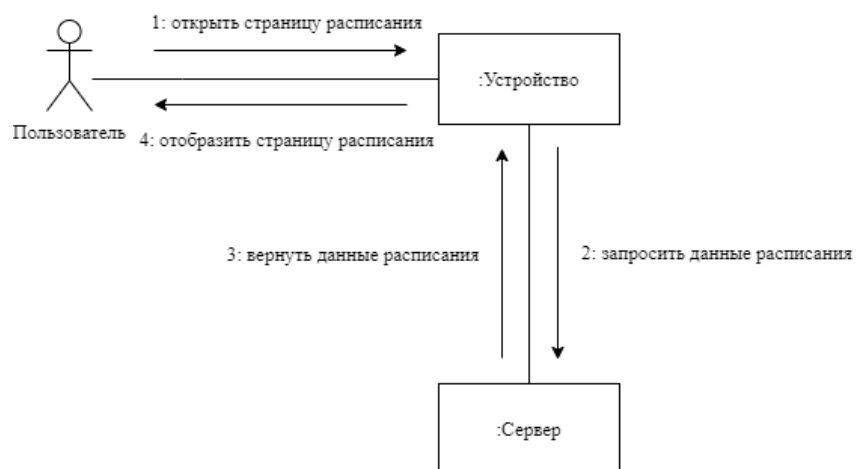 1: открыть страницу расписания
:Устройство
Пользователь
4: отобразить страницу расписания
3: вернуть данные расписания
2: запросить данные расписания
:Сервер